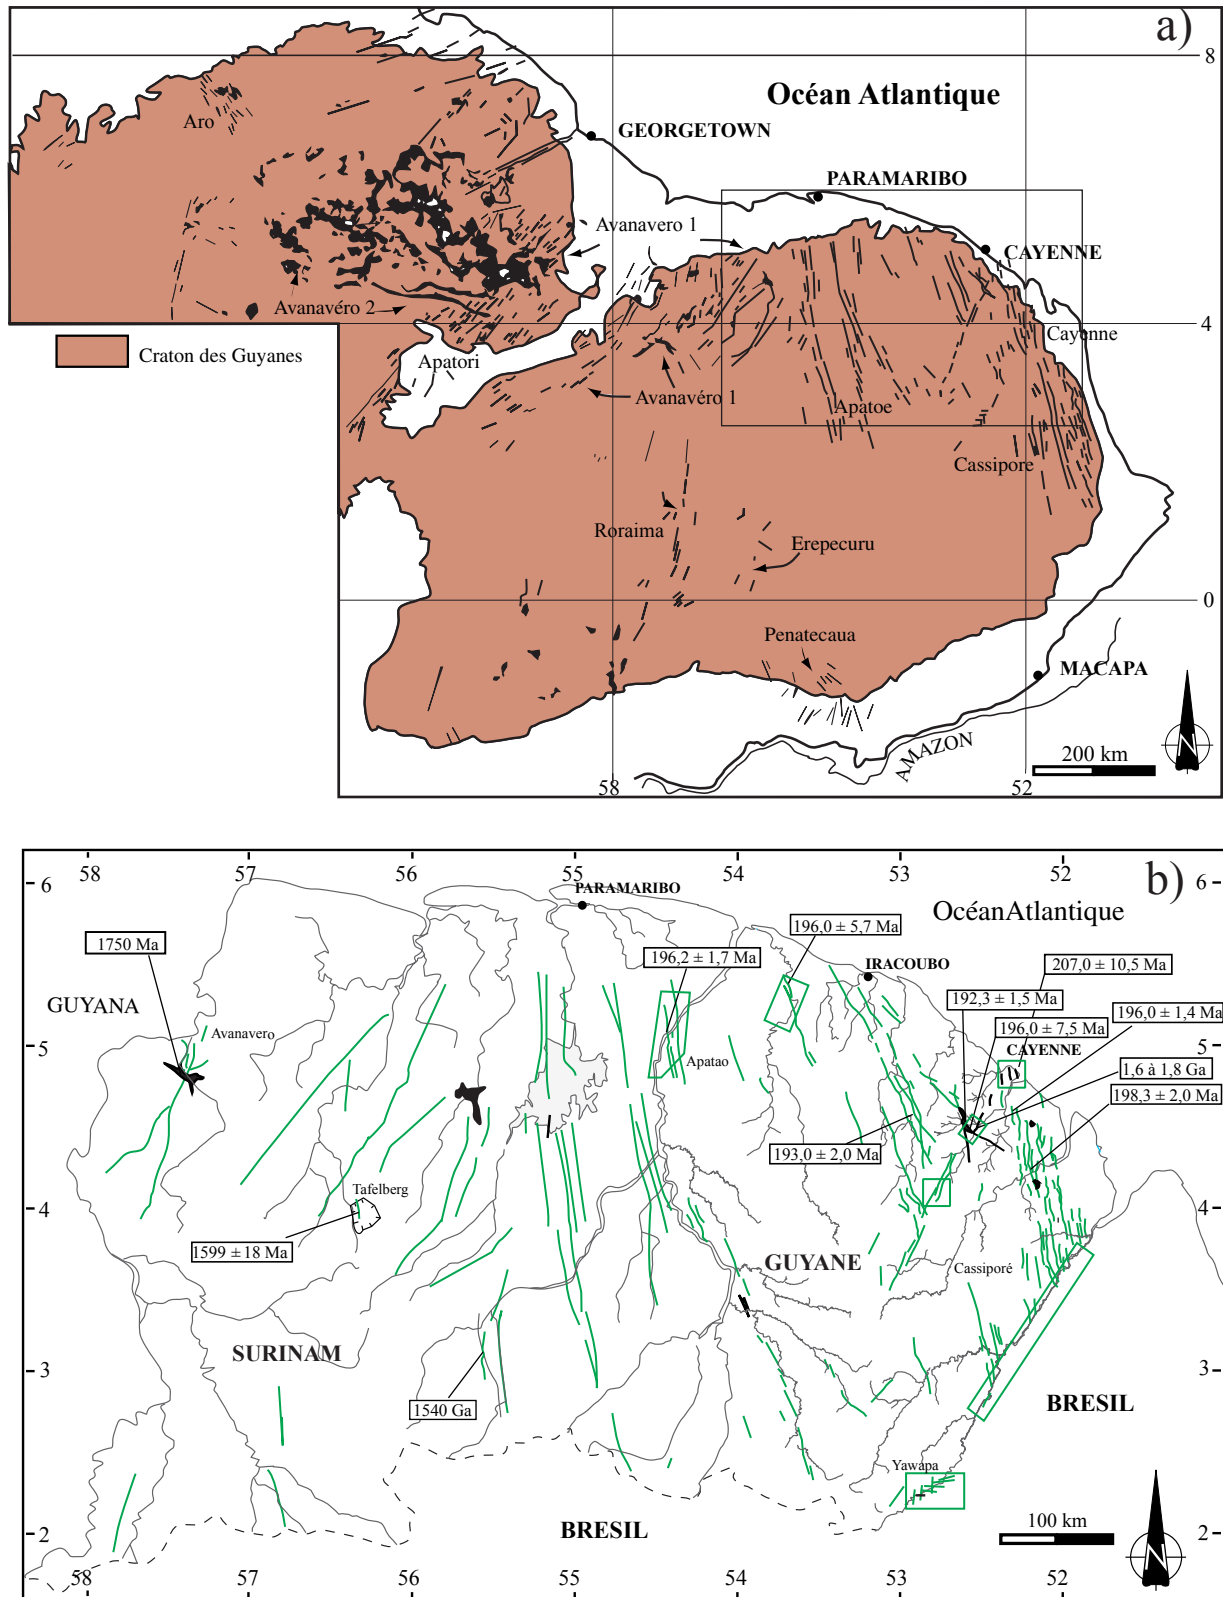 a)
8
Océan Atlantique
Aro
GEORGETOWN
PARAMARIBO
Avanavero 1
CAYENNE
Avanavéro 2
4
Cayenne
Craton des Guyanes
Apatori
Avanavéro 1
Apatoe
Cassipore
Roraima
Erepecuru
0
Penatecaua
MACAPA
AMAZON
N
200 km
58
52
b)
58
57
56
55
54
53
52
6
6
PARAMARIBO
OcéanAtlantique
196,0 ± 5,7 Ma
1750 Ma
196,2 ± 1,7 Ma
IRACOUBO
207,0 ± 10,5 Ma
GUYANA
192,3 ± 1,5 Ma
196,0 ± 1,4 Ma
Avanavero
196,0 ± 7,5 Ma
5
5
CAYENNE
Apatao
1,6 à 1,8 Ga
198,3 ± 2,0 Ma
193,0 ± 2,0 Ma
Tafelberg
4
4
1599 ± 18 Ma
GUYANE
Cassiporé
SURINAM
3
3
1540 Ga
BRESIL
Yawapa
BRESIL
100 km
N
2
2
58
57
56
55
54
53
52